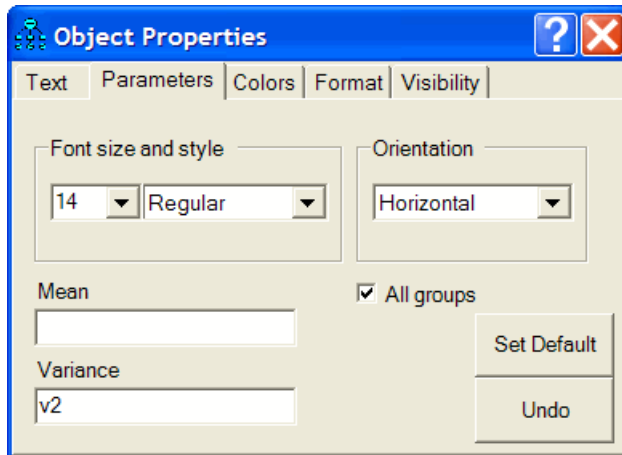 Object Properties
Text Parameters Colors Format Visibility
Font size and style
14 Regular
Orientation
Horizontal
Mean
All groups
Variance
v2
Set Default
Undo